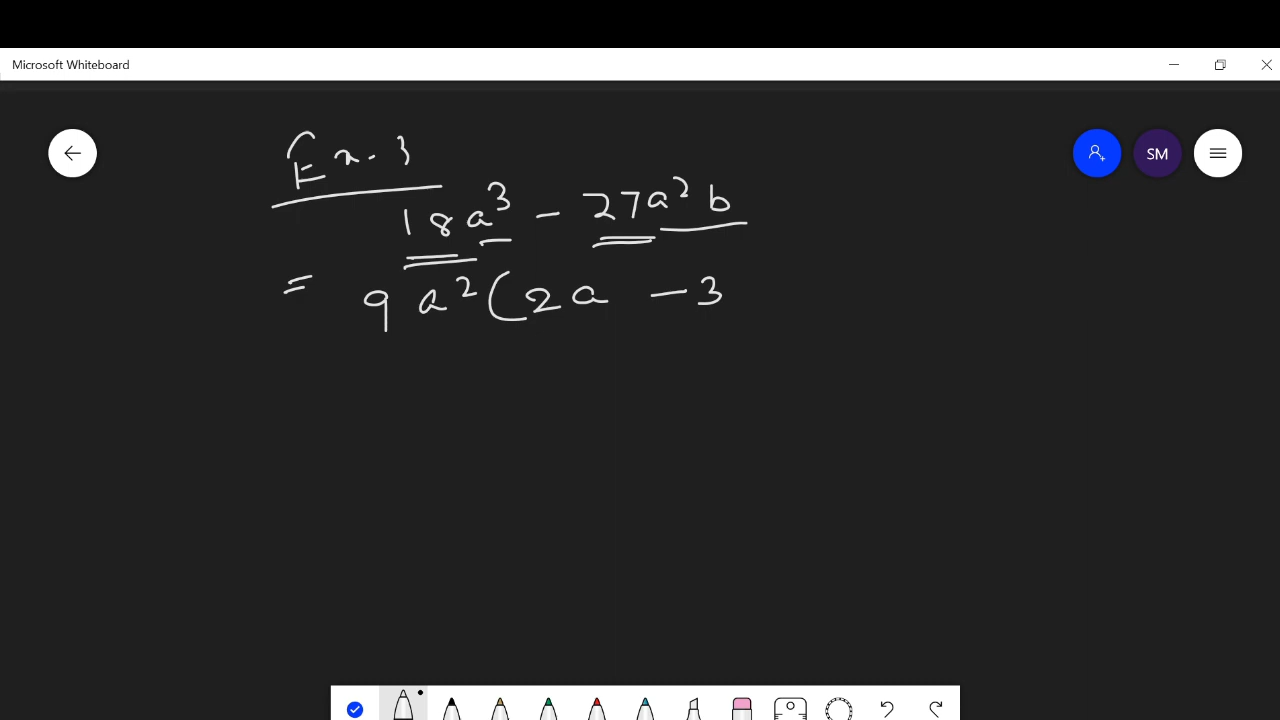 Microsoft Whiteboard
Ex. 3
SM
18a³ - 27a²b
= 9a²(2a - 3